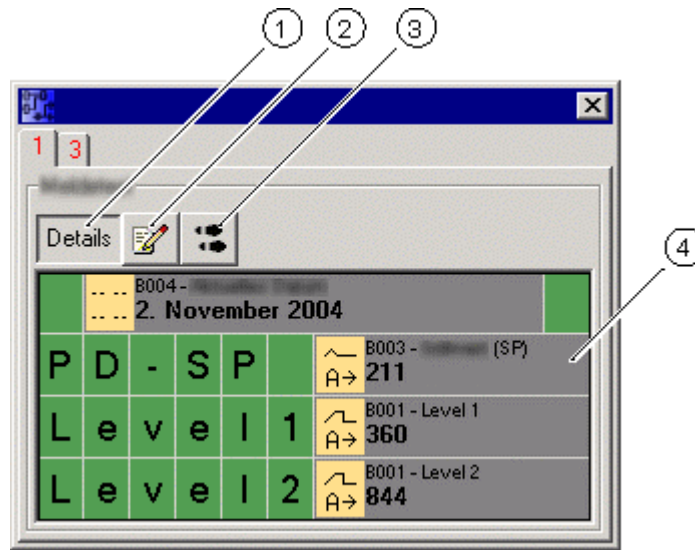 1 2 3
1 3
Details
4
B004 -
2. November 2004
P D - S P
B003 - (SP)
A→ 211
L e v e l 1
B001 - Level 1
A→ 360
L e v e l 2
B001 - Level 2
A→ 844